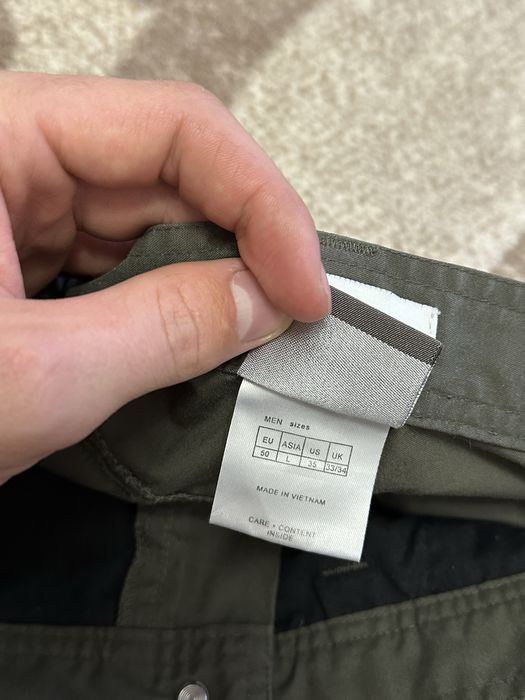 MEN sizes
EU ASIA US UK
50 L 35 33/34
MADE IN VIETNAM
CARE + CONTENT
INSIDE